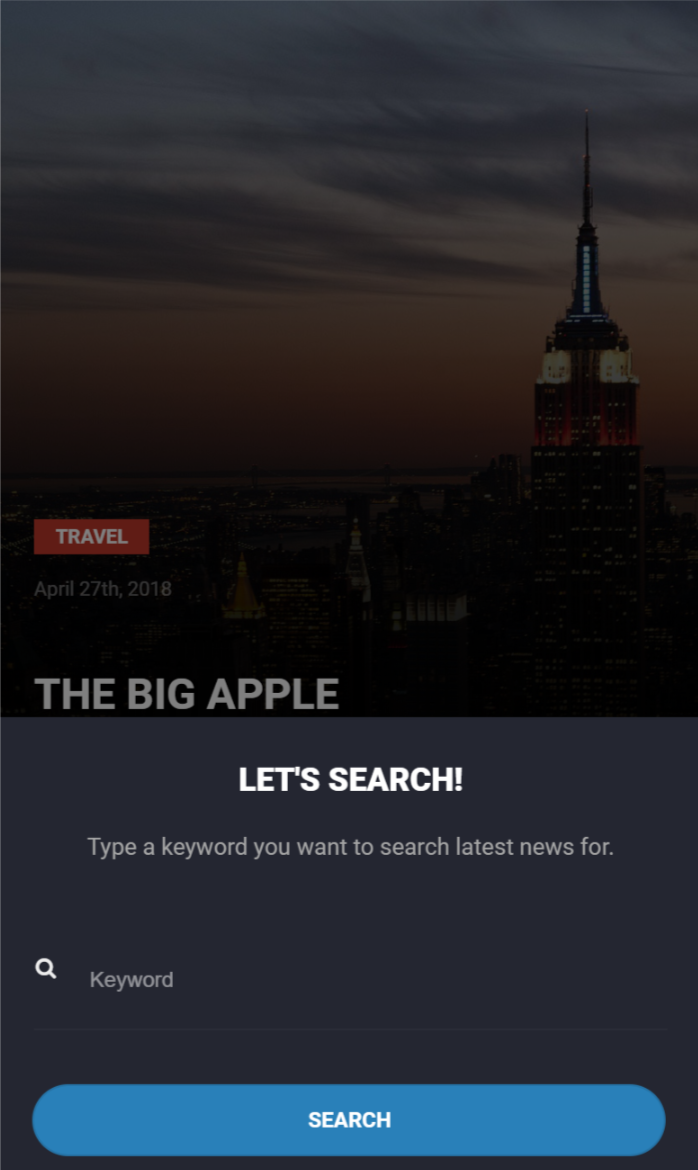 TRAVEL
April 27th, 2018
THE BIG APPLE
LET'S SEARCH!
Type a keyword you want to search latest news for.
Keyword
SEARCH